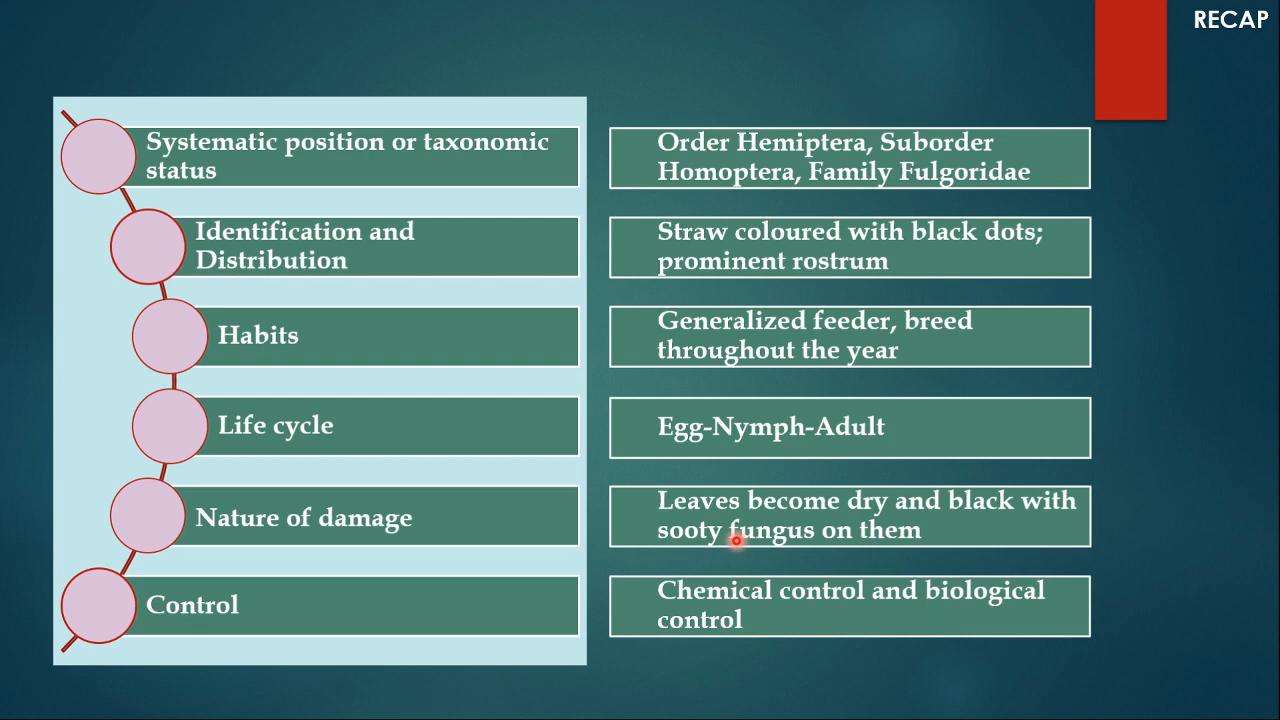 RECAP
Systematic position or taxonomic
status
Order Hemiptera, Suborder
Homoptera, Family Fulgoridae
Identification and
Distribution
Straw coloured with black dots;
prominent rostrum
Habits
Generalized feeder, breed
throughout the year
Life cycle
Egg-Nymph-Adult
Nature of damage
Leaves become dry and black with
sooty fungus on them
Control
Chemical control and biological
control